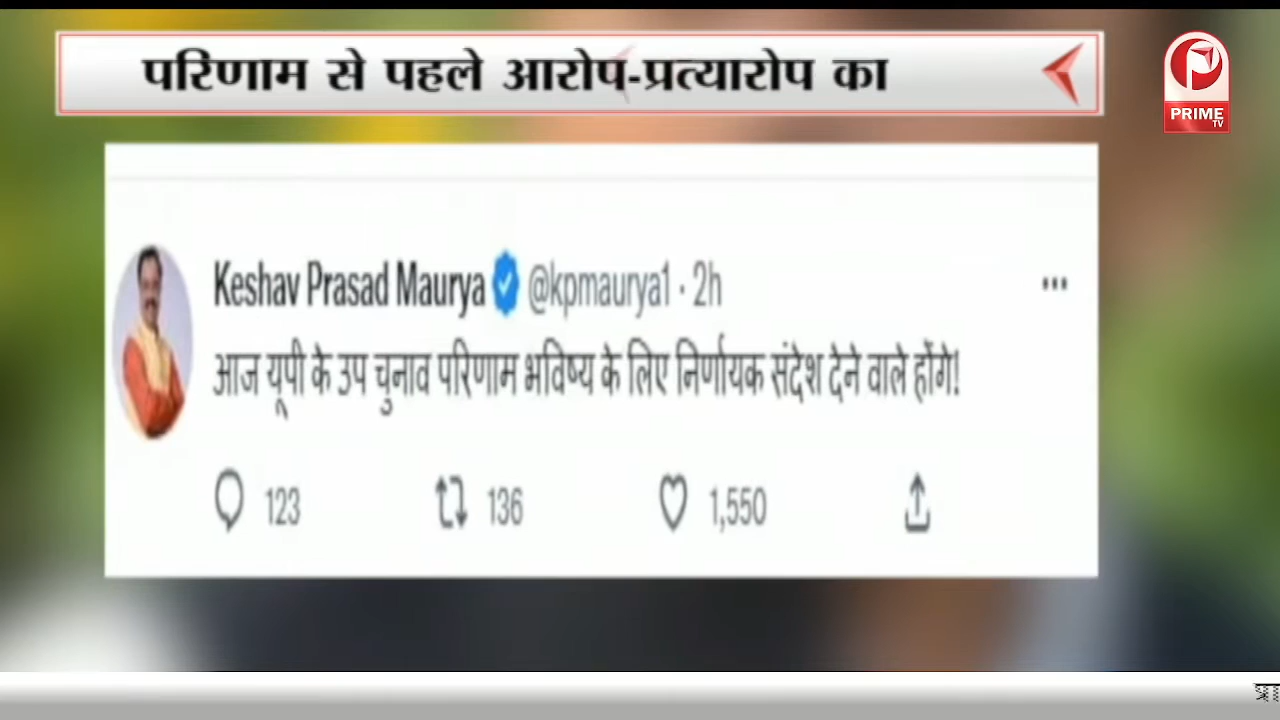 परिणाम से पहले आरोप-प्रत्यारोप का
PRIME
TV
Keshav Prasad Maurya @kpmaurya1 · 2h
आज यूपी के उप चुनाव परिणाम भविष्य के लिए निर्णायक संदेश देने वाले होंगे!
123 136 1,550